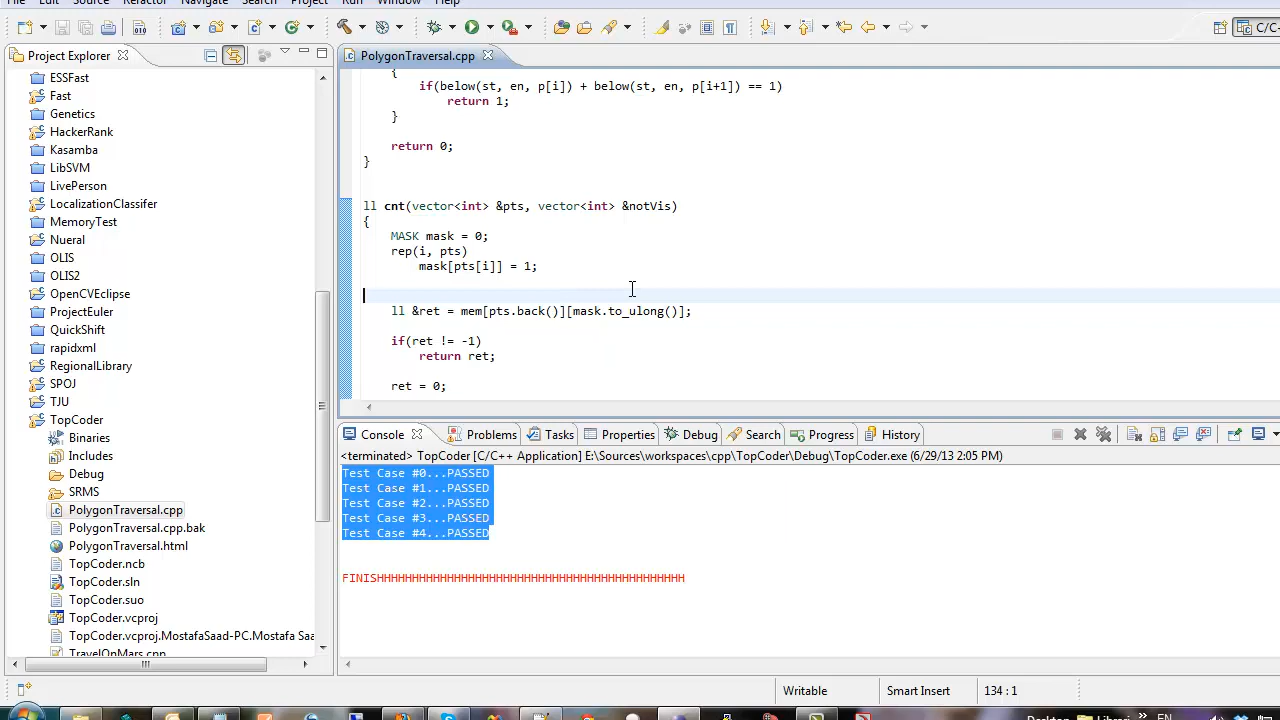 File Edit Source Refactor Navigate Search Project Run Window Help
C/C+
Project Explorer
ESSFast
Fast
Genetics
HackerRank
Kasamba
LibSVM
LivePerson
LocalizationClassifer
MemoryTest
Nueral
OLIS
OLIS2
OpenCVEclipse
ProjectEuler
QuickShift
rapidxml
RegionalLibrary
SPOJ
TJU
TopCoder
Binaries
Includes
Debug
SRMS
PolygonTraversal.cpp
PolygonTraversal.cpp.bak
PolygonTraversal.html
TopCoder.ncb
TopCoder.sln
TopCoder.suo
TopCoder.vcproj
TopCoder.vcproj.MostafaSaad-PC.Mostafa Saa
TravelOnMars.cpp
PolygonTraversal.cpp
{
if(below(st, en, p[i]) + below(st, en, p[i+1]) == 1)
return 1;
}
return 0;
}
ll cnt(vector<int> &pts, vector<int> &notVis)
{
MASK mask = 0;
rep(i, pts)
mask[pts[i]] = 1;
ll &ret = mem[pts.back()][mask.to_ulong()];
if(ret != -1)
return ret;
ret = 0;
Console Problems Tasks Properties Debug Search Progress History
<terminated> TopCoder [C/C++ Application] E:\Sources\workspaces\cpp\TopCoder\Debug\TopCoder.exe (6/29/13 2:05 PM)
Test Case #0...PASSED
Test Case #1...PASSED
Test Case #2...PASSED
Test Case #3...PASSED
Test Case #4...PASSED
FINISHHHHHHHHHHHHHHHHHHHHHHHHHHHHHHHHHHHHHHHHHHHH
Writable Smart Insert 134 : 1
Desktop Librari EN